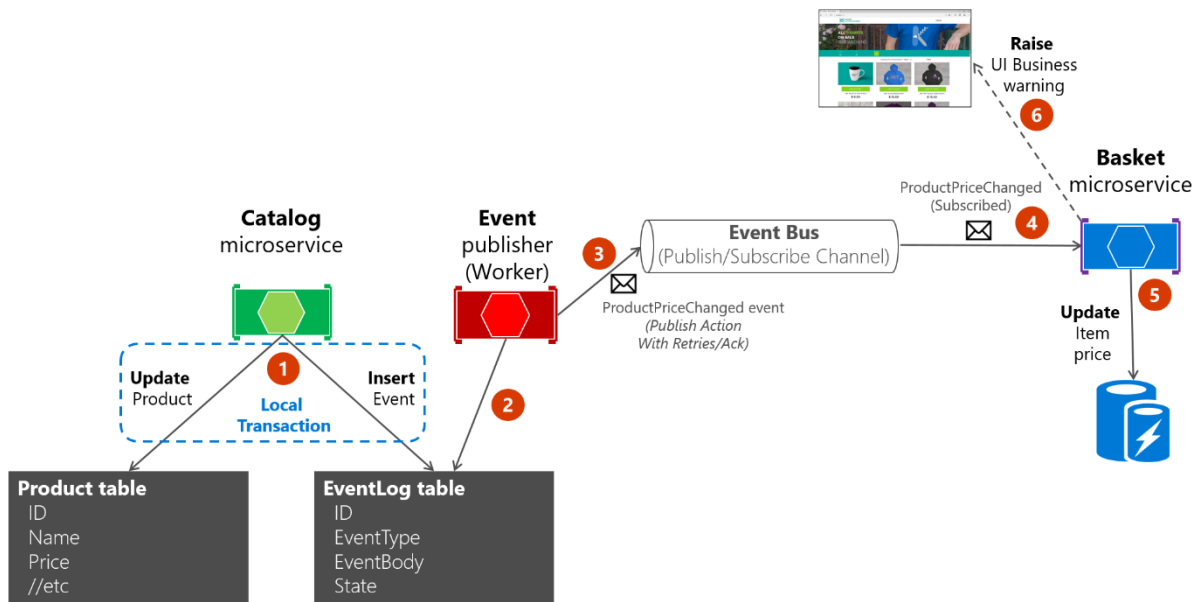 Raise
UI Business
warning
6
Basket
microservice
ProductPriceChanged
(Subscribed)
4
Catalog
microservice
Event
publisher
(Worker)
3
Event Bus
(Publish/Subscribe Channel)
ProductPriceChanged event
(Publish Action
With Retries/Ack)
5
Update
Item
price
1
Update
Product
Insert
Event
Local
Transaction
2
Product table
ID
Name
Price
//etc
EventLog table
ID
EventType
EventBody
State